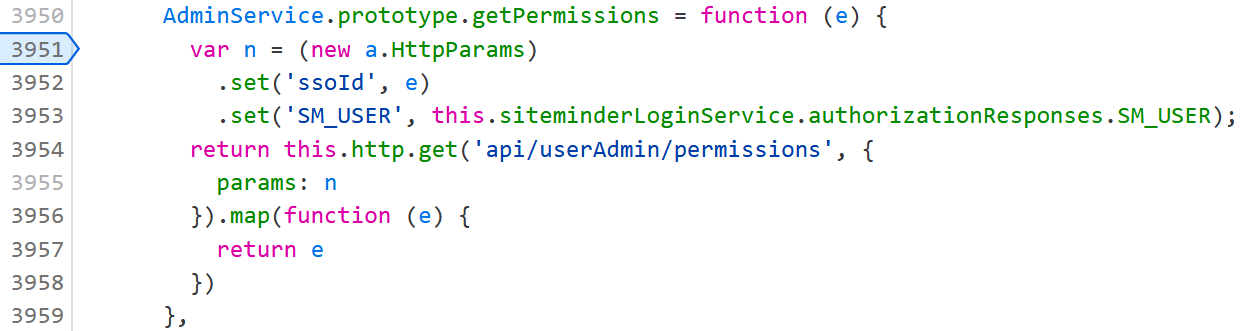 3950 AdminService.prototype.getPermissions = function (e) {
3951 var n = (new a.HttpParams)
3952 .set('ssoId', e)
3953 .set('SM_USER', this.siteminderLoginService.authorizationResponses.SM_USER);
3954 return this.http.get('api/userAdmin/permissions', {
3955 params: n
3956 }).map(function (e) {
3957 return e
3958 })
3959 },